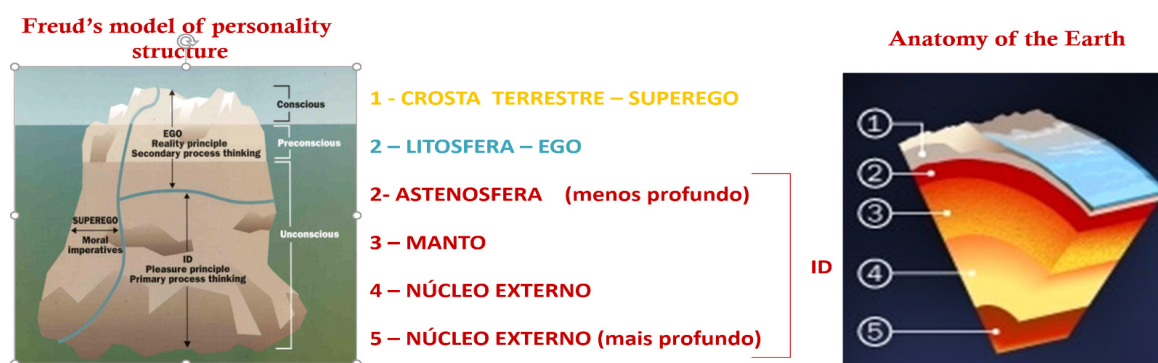 Freud's model of personality
structure
Conscious
EGO
Reality principle
Secondary process thinking
Preconscious
SUPEREGO
Moral
imperatives
Unconscious
ID
Pleasure principle
Primary process thinking
1 - CROSTA TERRESTRE – SUPEREGO
2 – LITOSFERA – EGO
2- ASTENOSFERA (menos profundo)
3 – MANTO
4 – NÚCLEO EXTERNO
5 – NÚCLEO EXTERNO (mais profundo)
ID
Anatomy of the Earth
1
2
3
4
5